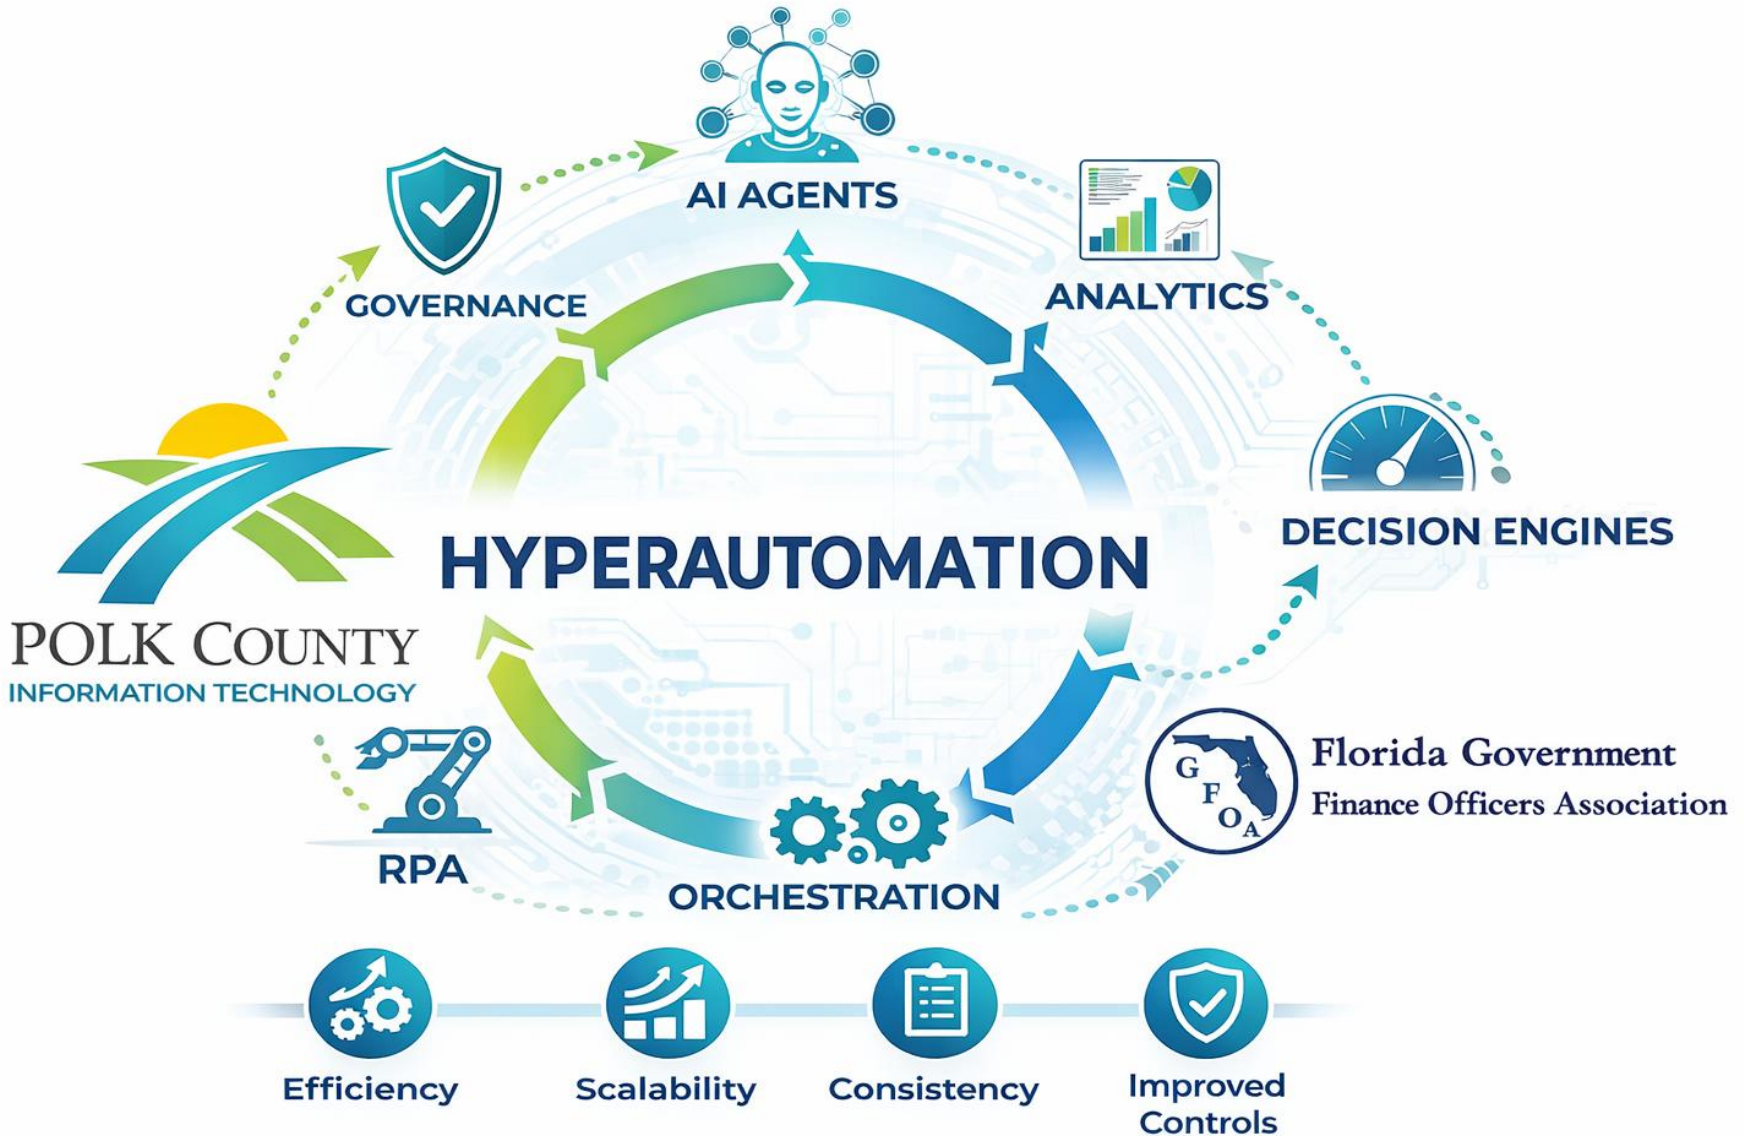 AI AGENTS
GOVERNANCE
ANALYTICS
DECISION ENGINES
HYPERAUTOMATION
POLK COUNTY
INFORMATION TECHNOLOGY
G
F
O
A
Florida Government
Finance Officers Association
RPA
ORCHESTRATION
Efficiency
Scalability
Consistency
Improved
Controls